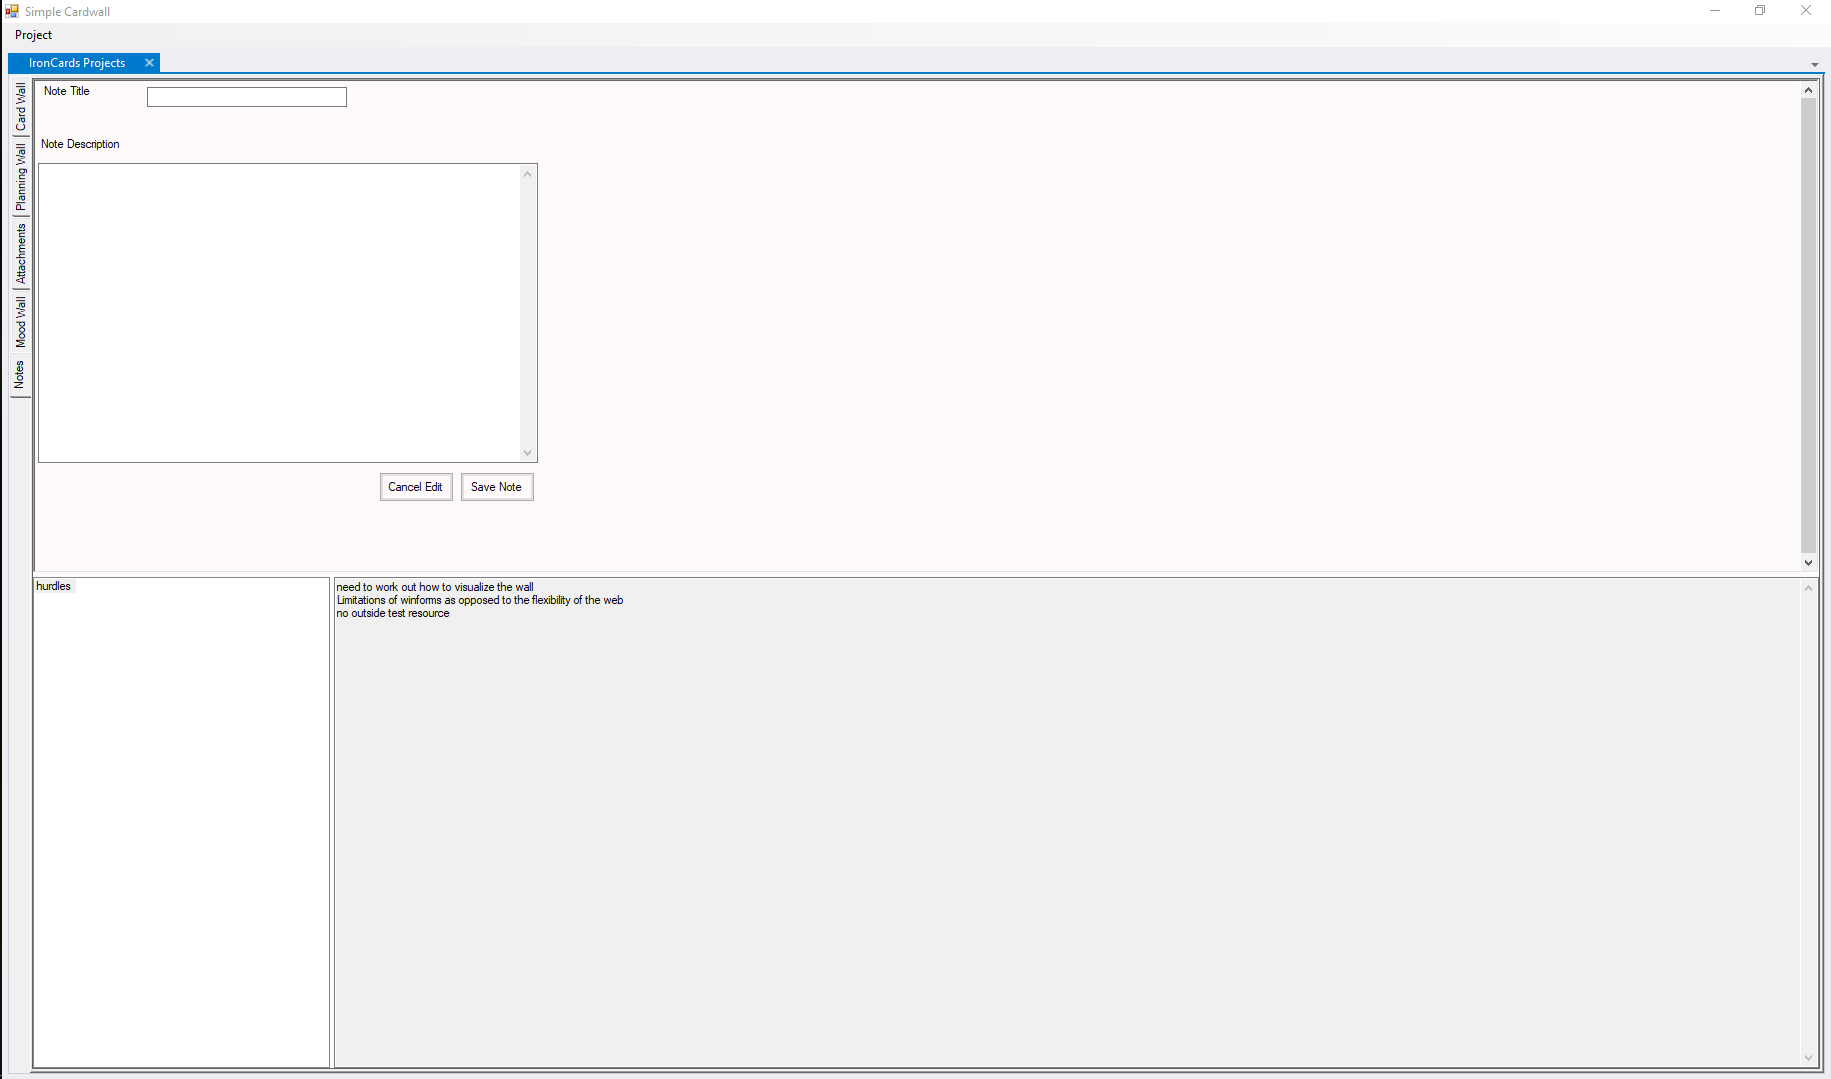 Simple Cardwall
Project
IronCards Projects
Card Wall
Planning Wall
Attachments
Mood Wall
Notes
Note Title
Note Description
Cancel Edit
Save Note
hurdles
need to work out how to visualize the wall
Limitations of winforms as opposed to the flexibility of the web
no outside test resource